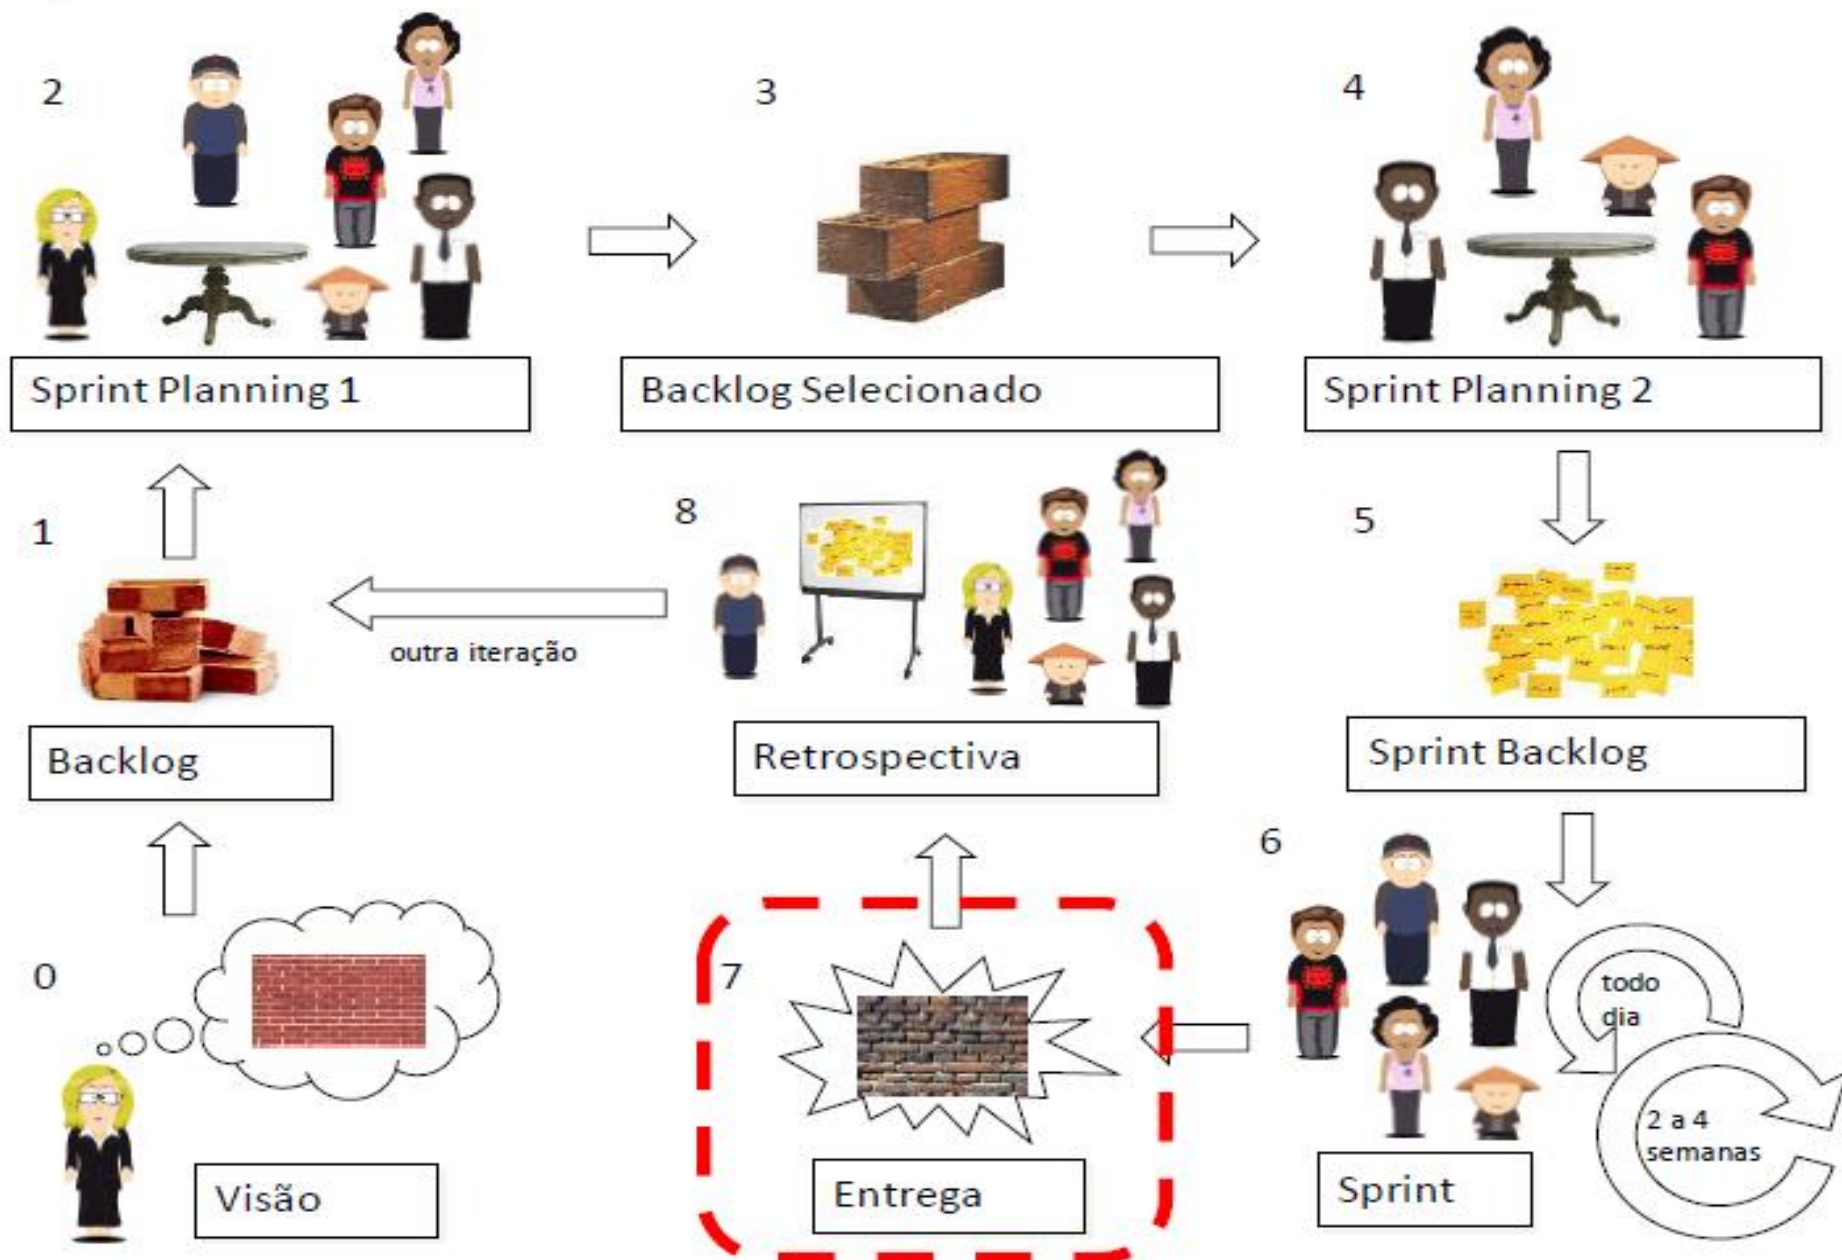 2
Sprint Planning 1
3
Backlog Selecionado
4
Sprint Planning 2
1
Backlog
outra iteração
8
Retrospectiva
5
Sprint Backlog
0
Visão
7
Entrega
6
todo
dia
2 a 4
semanas
Sprint